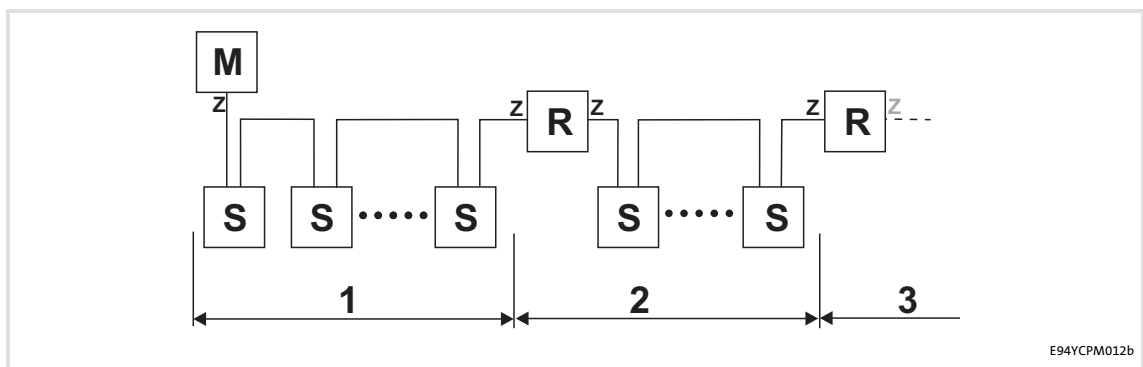 M
Z
Z R Z Z R Z
S S S S S
1 2 3
E94YCPM012b